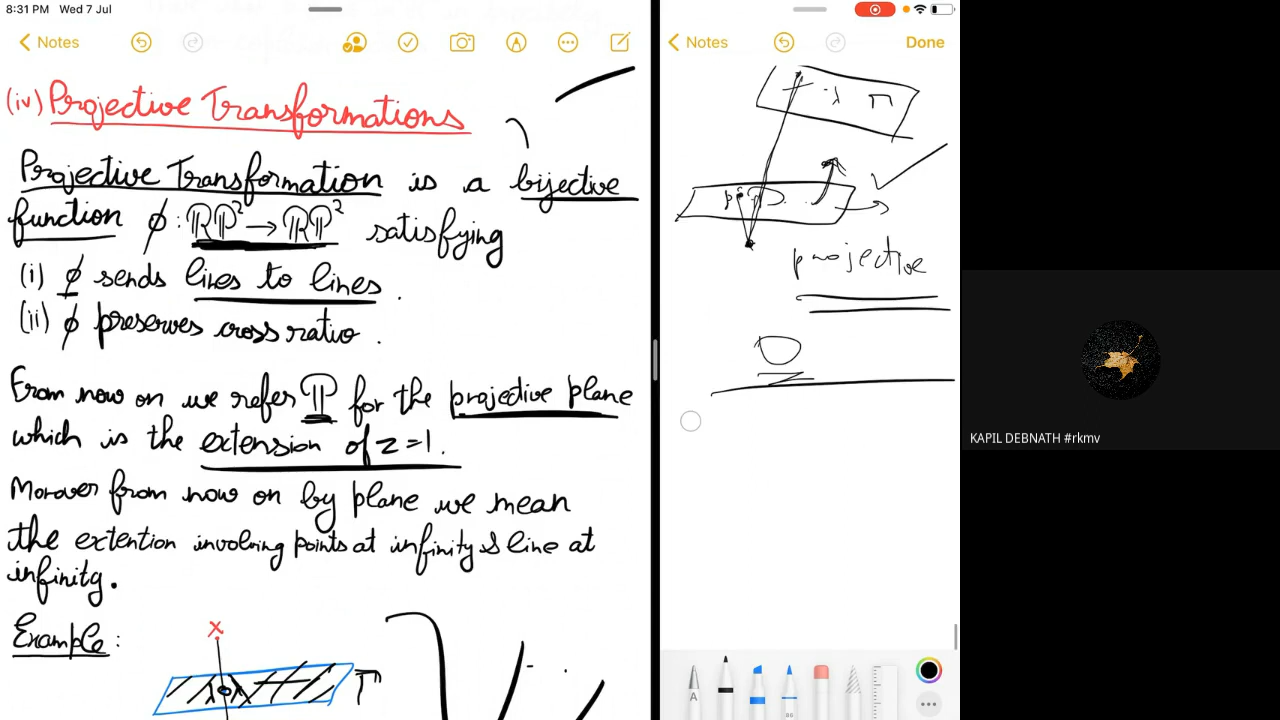 8:31 PM Wed 7 Jul
Notes
(iv) Projective Transformations
Projective Transformation is a bijective
function ϕ : ℝℙ² → ℝℙ² satisfying
(i) ϕ sends lines to lines.
(ii) ϕ preserves cross ratio.
From now on we refer ℙ for the projective plane
which is the extension of z=1.
Morover from now on by plane we mean
the extention involving points at infinity & line at
infinity.
Example:
X
Notes
Done
λ π
projective
A
86
KAPIL DEBNATH #rkmv